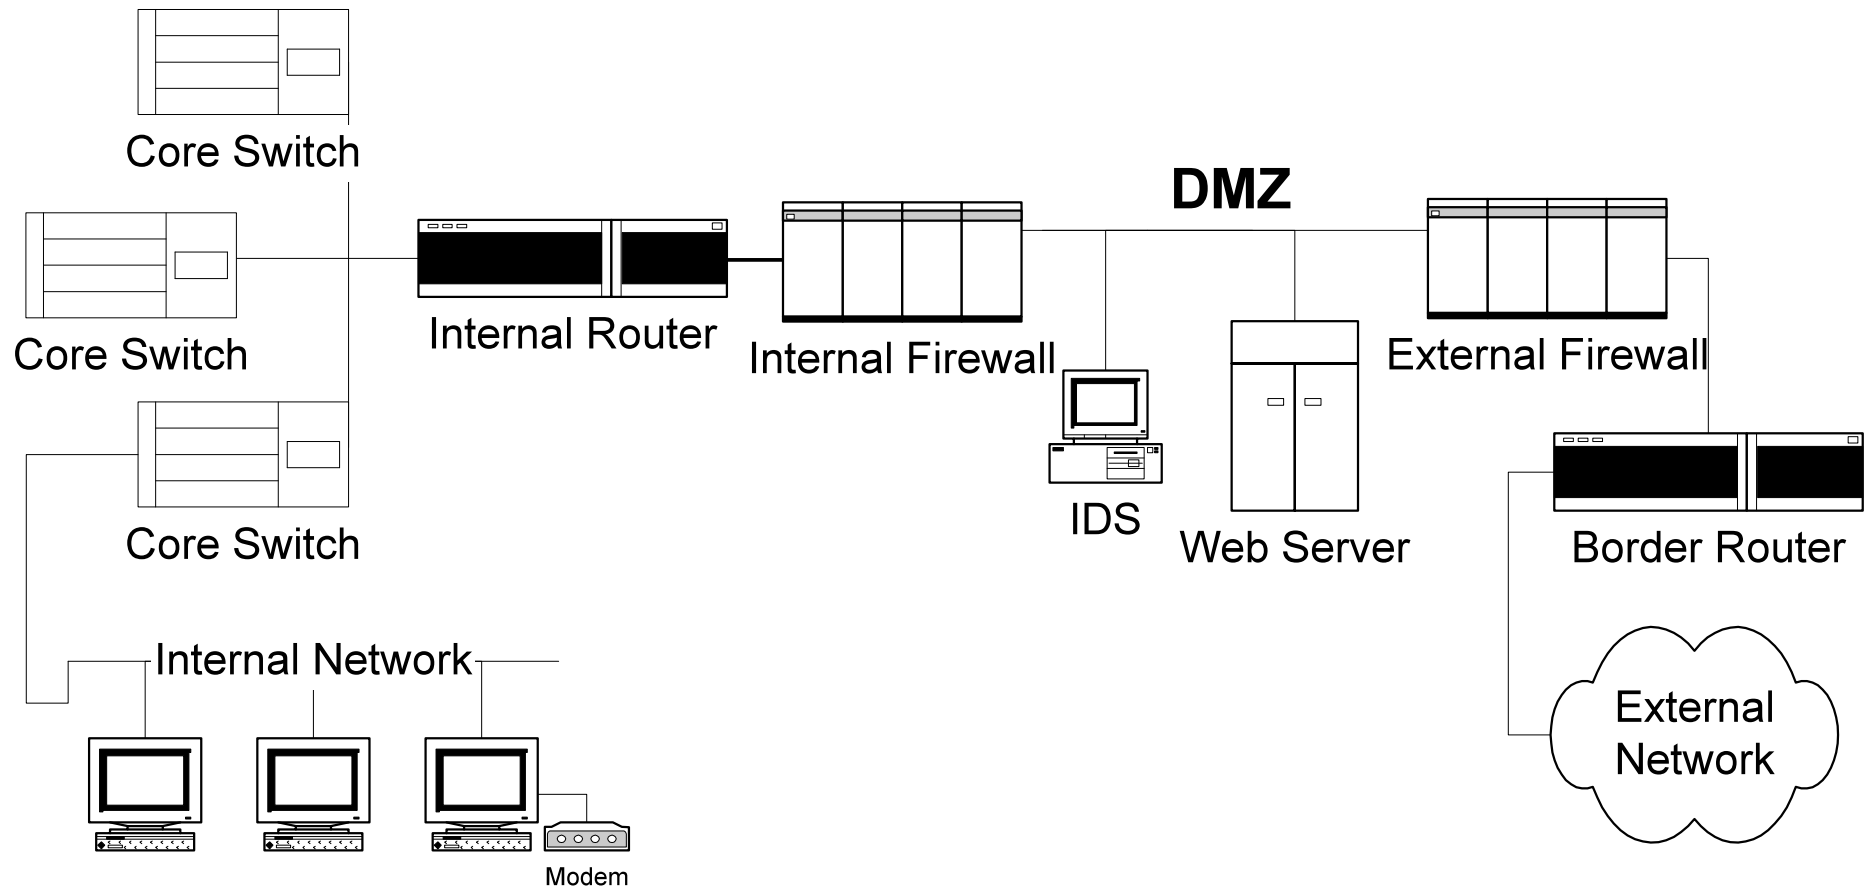 Core Switch
DMZ
Internal Router
Internal Firewall
External Firewall
Core Switch
IDS
Web Server
Border Router
Core Switch
Internal Network
External
Network
Modem